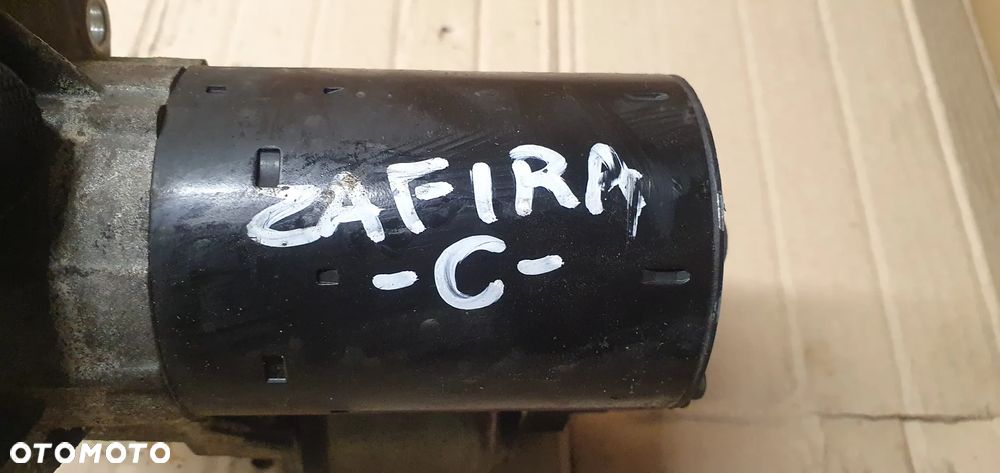 ZAFIRA
-C-
OTOMOTO